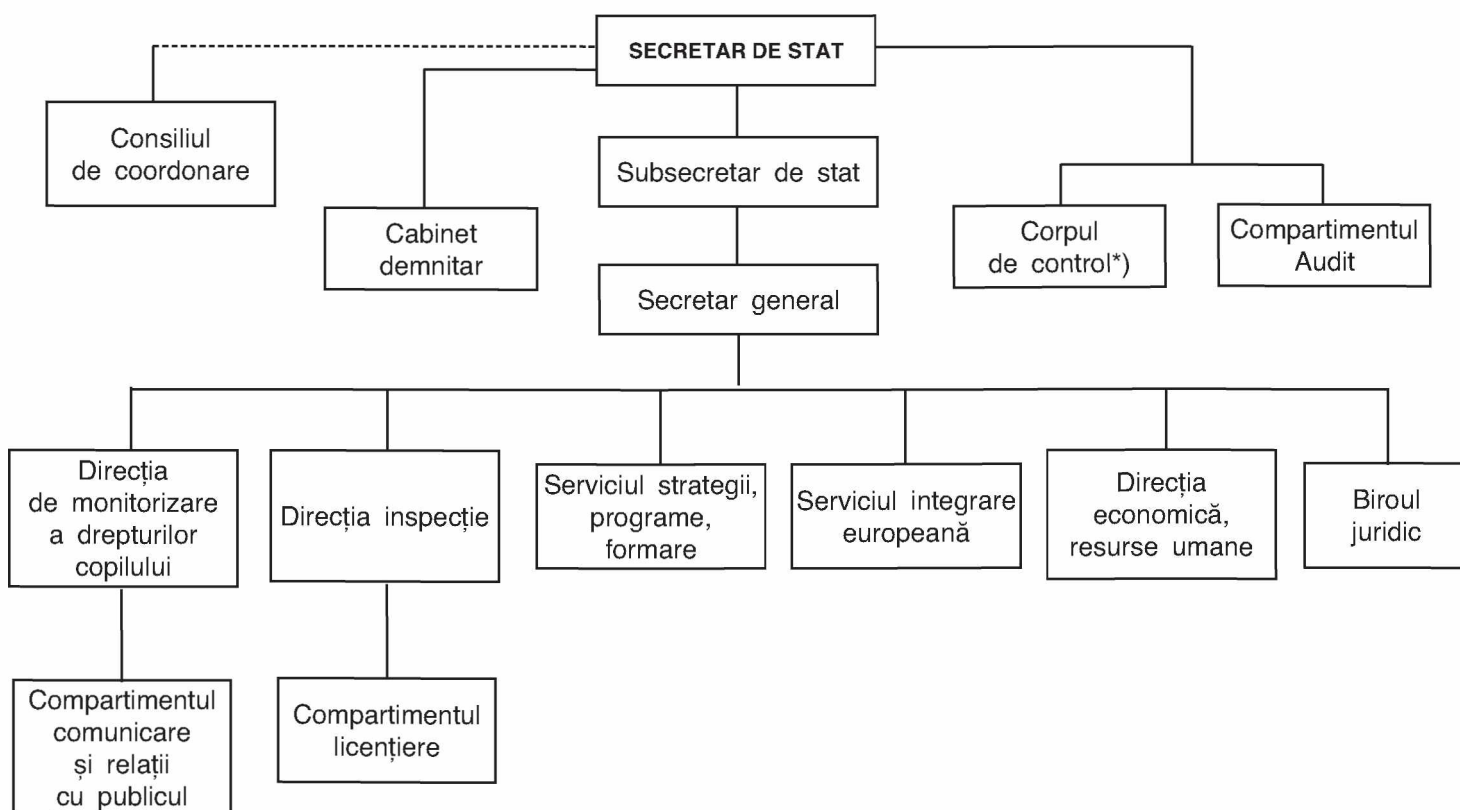 SECRETAR DE STAT
Consiliul
de coordonare
Subsecretar de stat
Cabinet
demnitar
Corpul
de control*)
Compartimentul
Audit
Secretar general
Direcția
de monitorizare
a drepturilor
copilului
Direcția inspecție
Serviciul strategii,
programe,
formare
Serviciul integrare
europeană
Direcția
economică,
resurse umane
Biroul
juridic
Compartimentul
comunicare
și relații
cu publicul
Compartimentul
licențiere